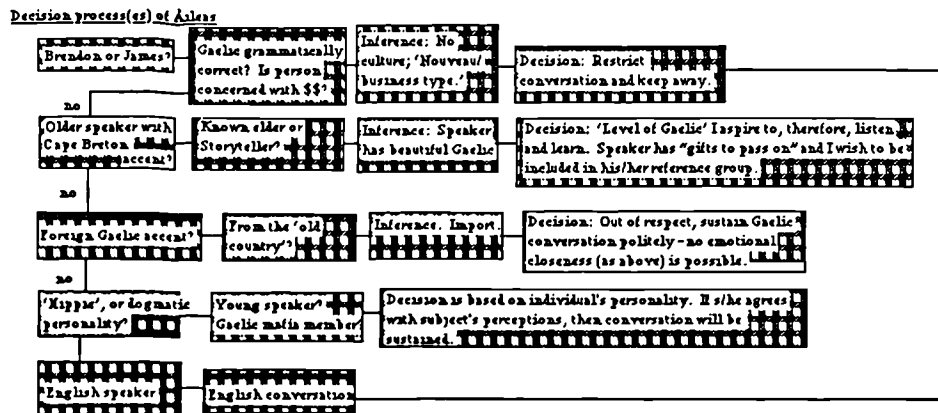 Decision process(es) of Arlens
Brendon or James?
Gaelic grammatically
correct? Is person
concerned with $$?
Inference: No
culture; 'Nouveau/
business type.'
Decision: Restrict
conversation and keep away.
no
Older speaker with
Cape Breton
accent?
Known elder or
Storyteller?
Inference: Speaker
has beautiful Gaelic
Decision: 'Level of Gaelic' I aspire to, therefore, listen
and learn. Speaker has "gifts to pass on" and I wish to be
included in his/her reference group.
no
Foreign Gaelic accent?
From the 'old
country'?
Inference. Import.
Decision: Out of respect, sustain Gaelic
conversation politely - no emotional
closeness (as above) is possible.
no
'Hippie', or dogmatic
personality?
Young speaker?
Gaelic mafia member
Decision is based on individual's personality. If s/he agrees
with subject's perceptions, then conversation will be
sustained.
English speaker
English conversation